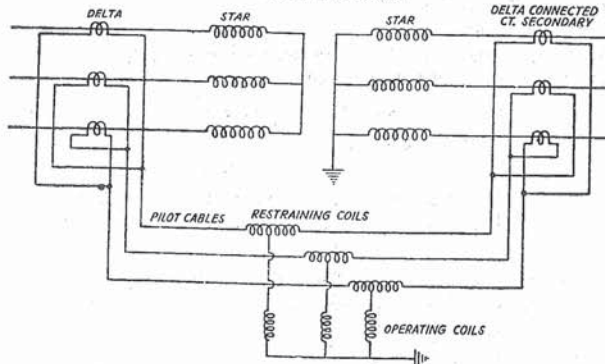 DELTA
STAR
STAR
DELTA CONNECTED
CT. SECONDARY
PILOT CABLES
RESTRAINING COILS
OPERATING COILS